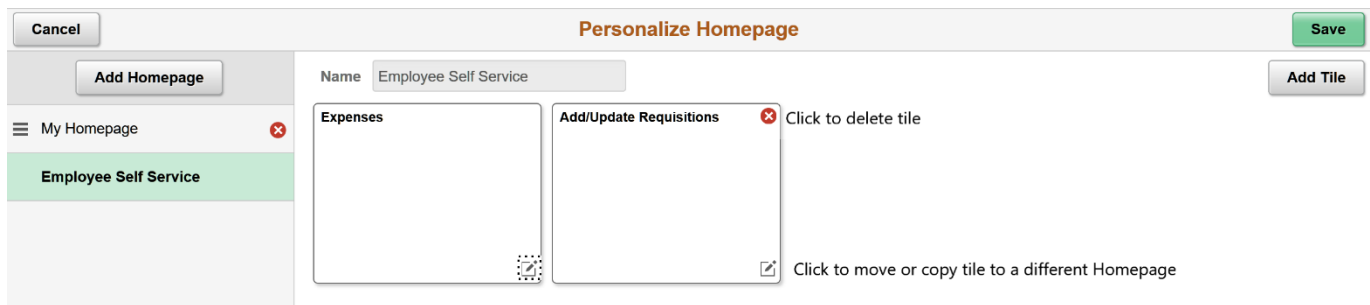 Cancel
Personalize Homepage
Save
Add Homepage
Name
Employee Self Service
Add Tile
My Homepage
Employee Self Service
Expenses
Add/Update Requisitions
Click to delete tile
Click to move or copy tile to a different Homepage